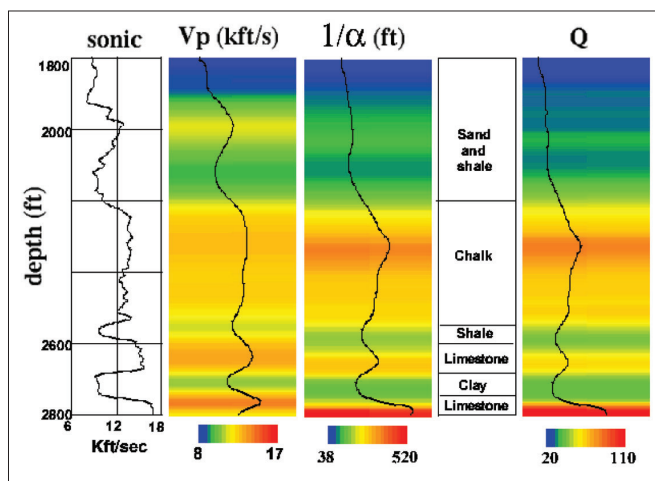 sonic Vp (kft/s) 1/α (ft) Q
1800
2000
2600
2800
depth (ft)
6 12 18
Kft/sec
8 17
38 520
20 110
Sand
and
shale
Chalk
Shale
Limestone
Clay
Limestone